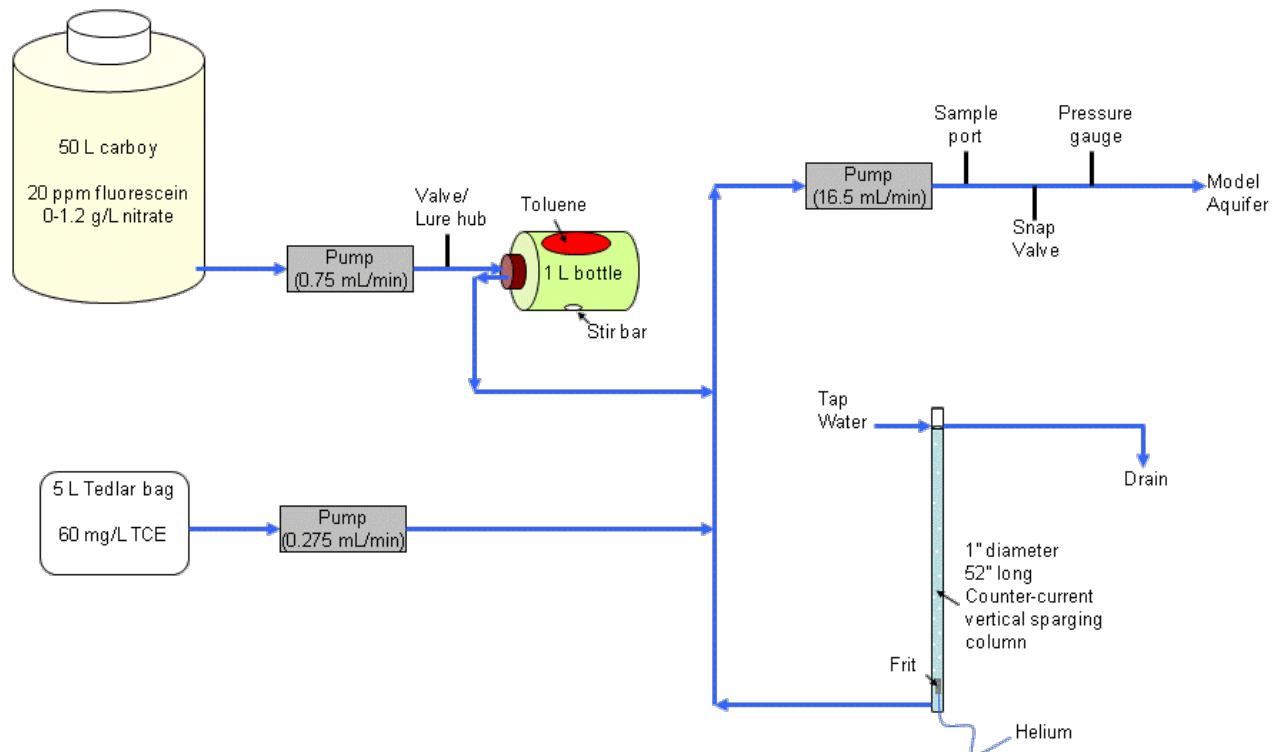 50 L carboy
20 ppm fluorescein
0-1.2 g/L nitrate
Pump
(0.75 mL/min)
Valve/
Lure hub
Toluene
1 L bottle
Stir bar
Pump
(16.5 mL/min)
Sample
port
Snap
Valve
Pressure
gauge
Model
Aquifer
5 L Tedlar bag
60 mg/L TCE
Pump
(0.275 mL/min)
Tap
Water
Drain
1" diameter
52" long
Counter-current
vertical sparging
column
Frit
Helium